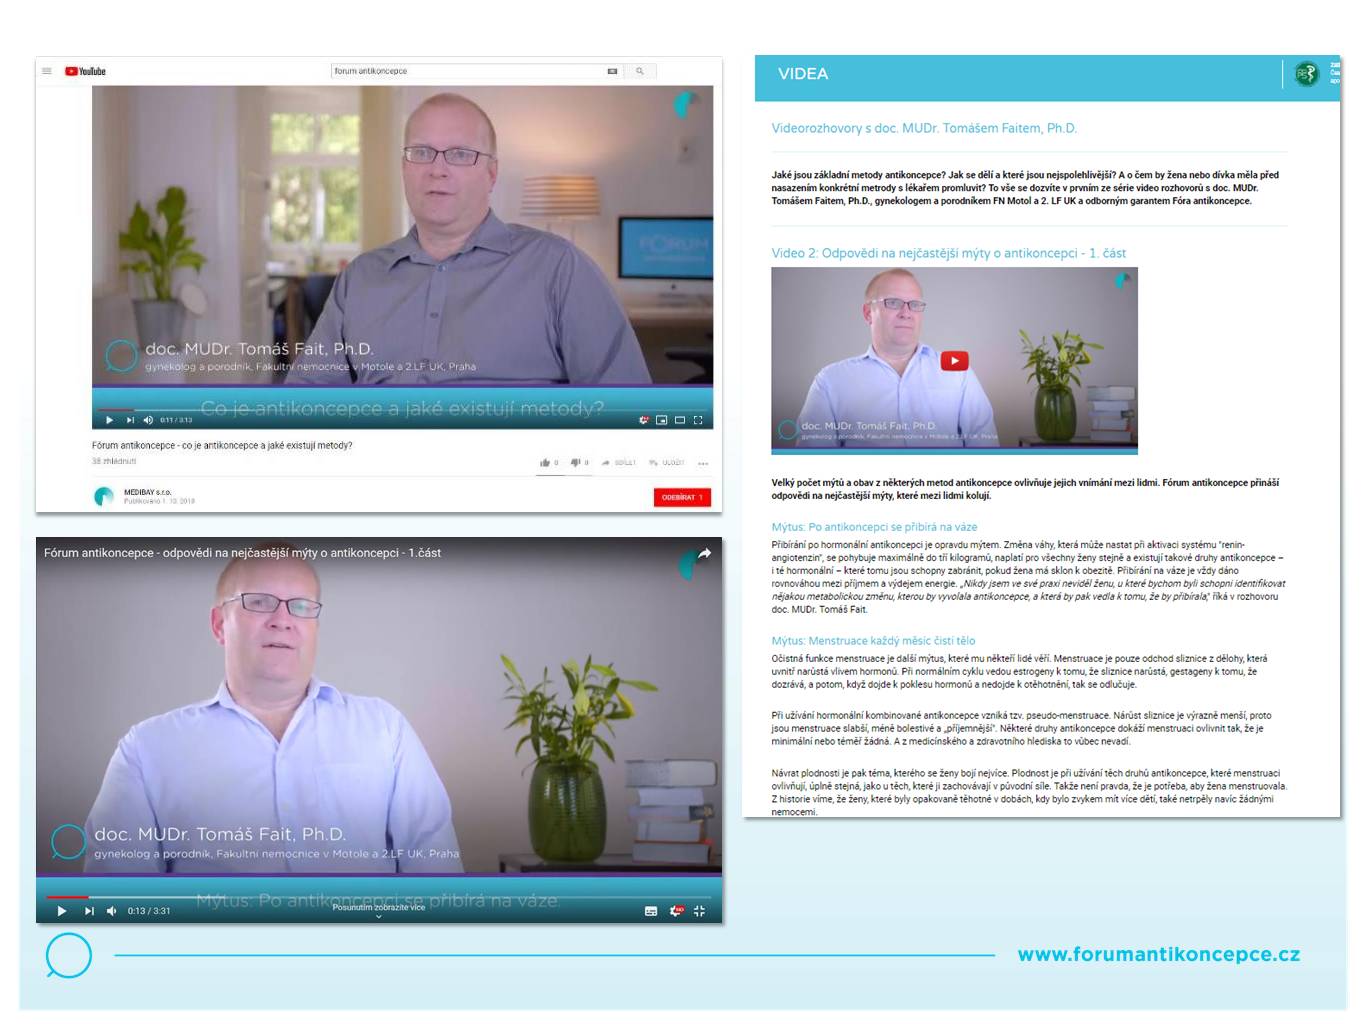 YouTube
forum antikoncepce
FÓRUM
doc. MUDr. Tomáš Fait, Ph.D.
gynekolog a porodník, Fakultní nemocnice v Motole a 2.LF UK, Praha
Co je antikoncepce a jaké existují metody?
0:11 / 3:13
Fórum antikoncepce - co je antikoncepce a jaké existují metody?
38 zhlédnutí
0
0
SDÍLET
ULOŽIT
MEDIBAY s.r.o.
Publikováno 1. 10. 2018
ODEBÍRAT 1
Fórum antikoncepce - odpovědi na nejčastější mýty o antikoncepci - 1.část
doc. MUDr. Tomáš Fait, Ph.D.
gynekolog a porodník, Fakultní nemocnice v Motole a 2.LF UK, Praha
Mýtus: Po antikoncepci se přibírá na váze.
Posunutím zobrazíte více
0:13 / 3:31
VIDEA
Videorozhovory s doc. MUDr. Tomášem Faitem, Ph.D.
Jaké jsou základní metody antikoncepce? Jak se dělí a které jsou nejspolehlivější? A o čem by žena nebo dívka měla před
nasazením konkrétní metrody s lékařem promluvit? To vše se dozvíte v prvním ze série video rozhovorů s doc. MUDr.
Tomášem Faitem, Ph.D., gynekologem a porodníkem FN Motol a 2. LF UK a odborným garantem Fóra antikoncepce.
Video 2: Odpovědi na nejčastější mýty o antikoncepci - 1. část
doc. MUDr. Tomáš Fait, Ph.D.
gynekolog a porodník, Fakultní nemocnice v Motole a 2.LF UK, Praha
Velký počet mýtů a obav z některých metod antikoncepce ovlivňuje jejich vnímání mezi lidmi. Fórum antikoncepce přináší
odpovědi na nejčastější mýty, které mezi lidmi kolují.
Mýtus: Po antikoncepci se přibírá na váze
Přibírání po hormonální antikoncepci je opravdu mýtem. Změna váhy, která může nastat při aktivaci systému "renin-
angiotenzin", se pohybuje maximálně do tří kilogramů, naplatí pro všechny ženy stejně a existují takové druhy antikoncepce –
i té hormonální – které tomu jsou schopny zabránit, pokud žena má sklon k obezitě. Přibírání na váze je vždy dáno
rovnováhou mezi příjmem a výdejem energie. „Nikdy jsem ve své praxi neviděl ženu, u které bychom byli schopni identifikovat
nějakou metabolickou změnu, kterou by vyvolala antikoncepce, a která by pak vedla k tomu, že by přibírala," říká v rozhovoru
doc. MUDr. Tomáš Fait.
Mýtus: Menstruace každý měsíc čistí tělo
Očistná funkce menstruace je další mýtus, které mu někteří lidé věří. Menstruace je pouze odchod sliznice z dělohy, která
uvnitř narůstá vlivem hormonů. Při normálním cyklu vedou estrogeny k tomu, že sliznice narůstá, gestageny k tomu, že
dozrává, a potom, když dojde k poklesu hormonů a nedojde k otěhotnění, tak se odlučuje.
Při užívání hormonální kombinované antikoncepce vzniká tzv. pseudo-menstruace. Nárůst sliznice je výrazně menší, proto
jsou menstruace slabší, méně bolestivé a „příjemnější". Některé druhy antikoncepce dokáží menstruaci ovlivnit tak, že je
minimální nebo téměř žádná. A z medicínského a zdravotního hlediska to vůbec nevadí.
Návrat plodnosti je pak téma, kterého se ženy bojí nejvíce. Plodnost je při užívání těch druhů antikoncepce, které menstruaci
ovlivňují, úplně stejná, jako u těch, které ji zachovávají v původní síle. Takže není pravda, že je potřeba, aby žena menstruovala.
Z historie víme, že ženy, které byly opakovaně těhotné v dobách, kdy bylo zvykem mít více dětí, také netrpěly navíc žádnými
nemocemi.
www.forumantikoncepce.cz